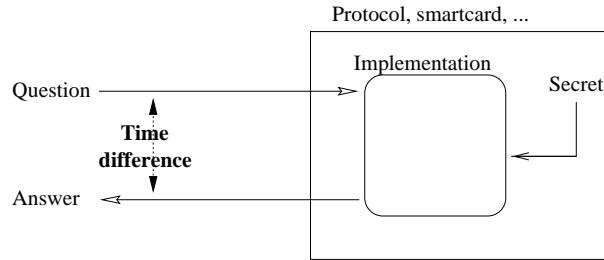 Protocol, smartcard, ...
Implementation
Secret
Question
Time
difference
Answer